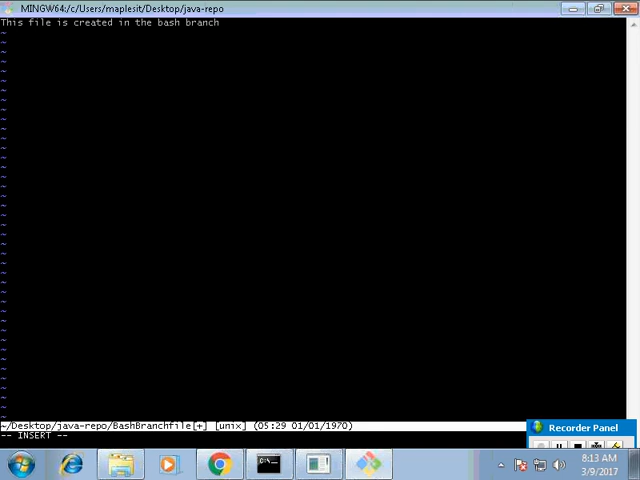 MINGW64:/c/Users/maplesit/Desktop/java-repo
This file is created in the bash branch
~/Desktop/java-repo/BashBranchfile[+] [unix] (05:29 01/01/1970)
-- INSERT --
Recorder Panel
8:13 AM
3/9/2017